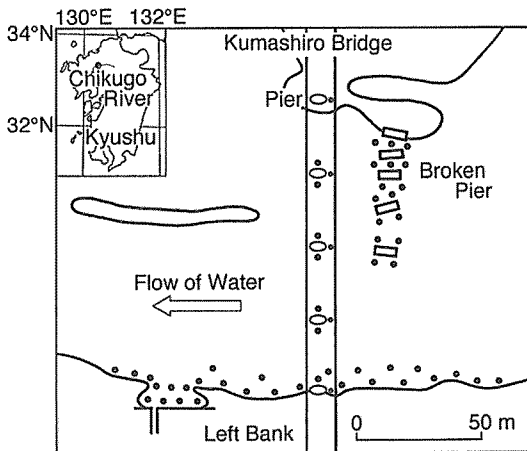 130°E 132°E
34°N
32°N
Chikugo
River
Kyushu
Kumashiro Bridge
Pier
Broken
Pier
Flow of Water
Left Bank
0 50 m